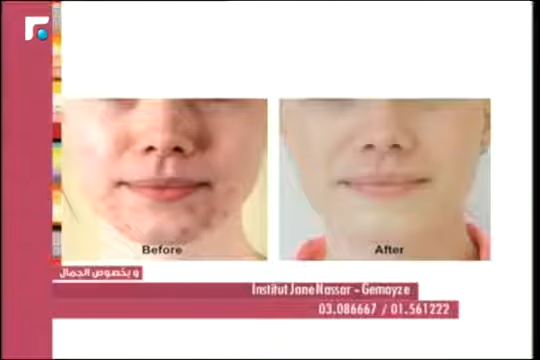 Before
After
و بخصوص الجمال
Institut Jane Nassar - Gemayze
03.086667 / 01.561222